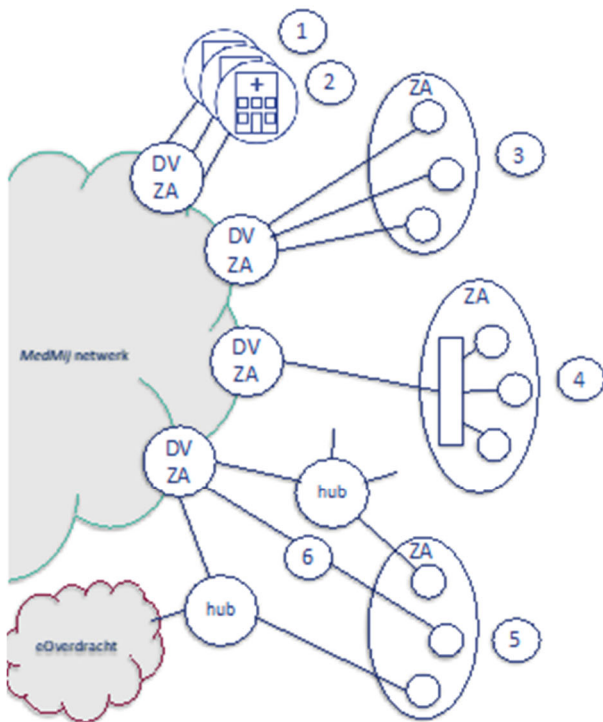 1
2
ZA
3
DV
ZA
DV
ZA
ZA
MedMij netwerk
DV
ZA
4
DV
ZA
hub
6
ZA
hub
5
eOverdracht